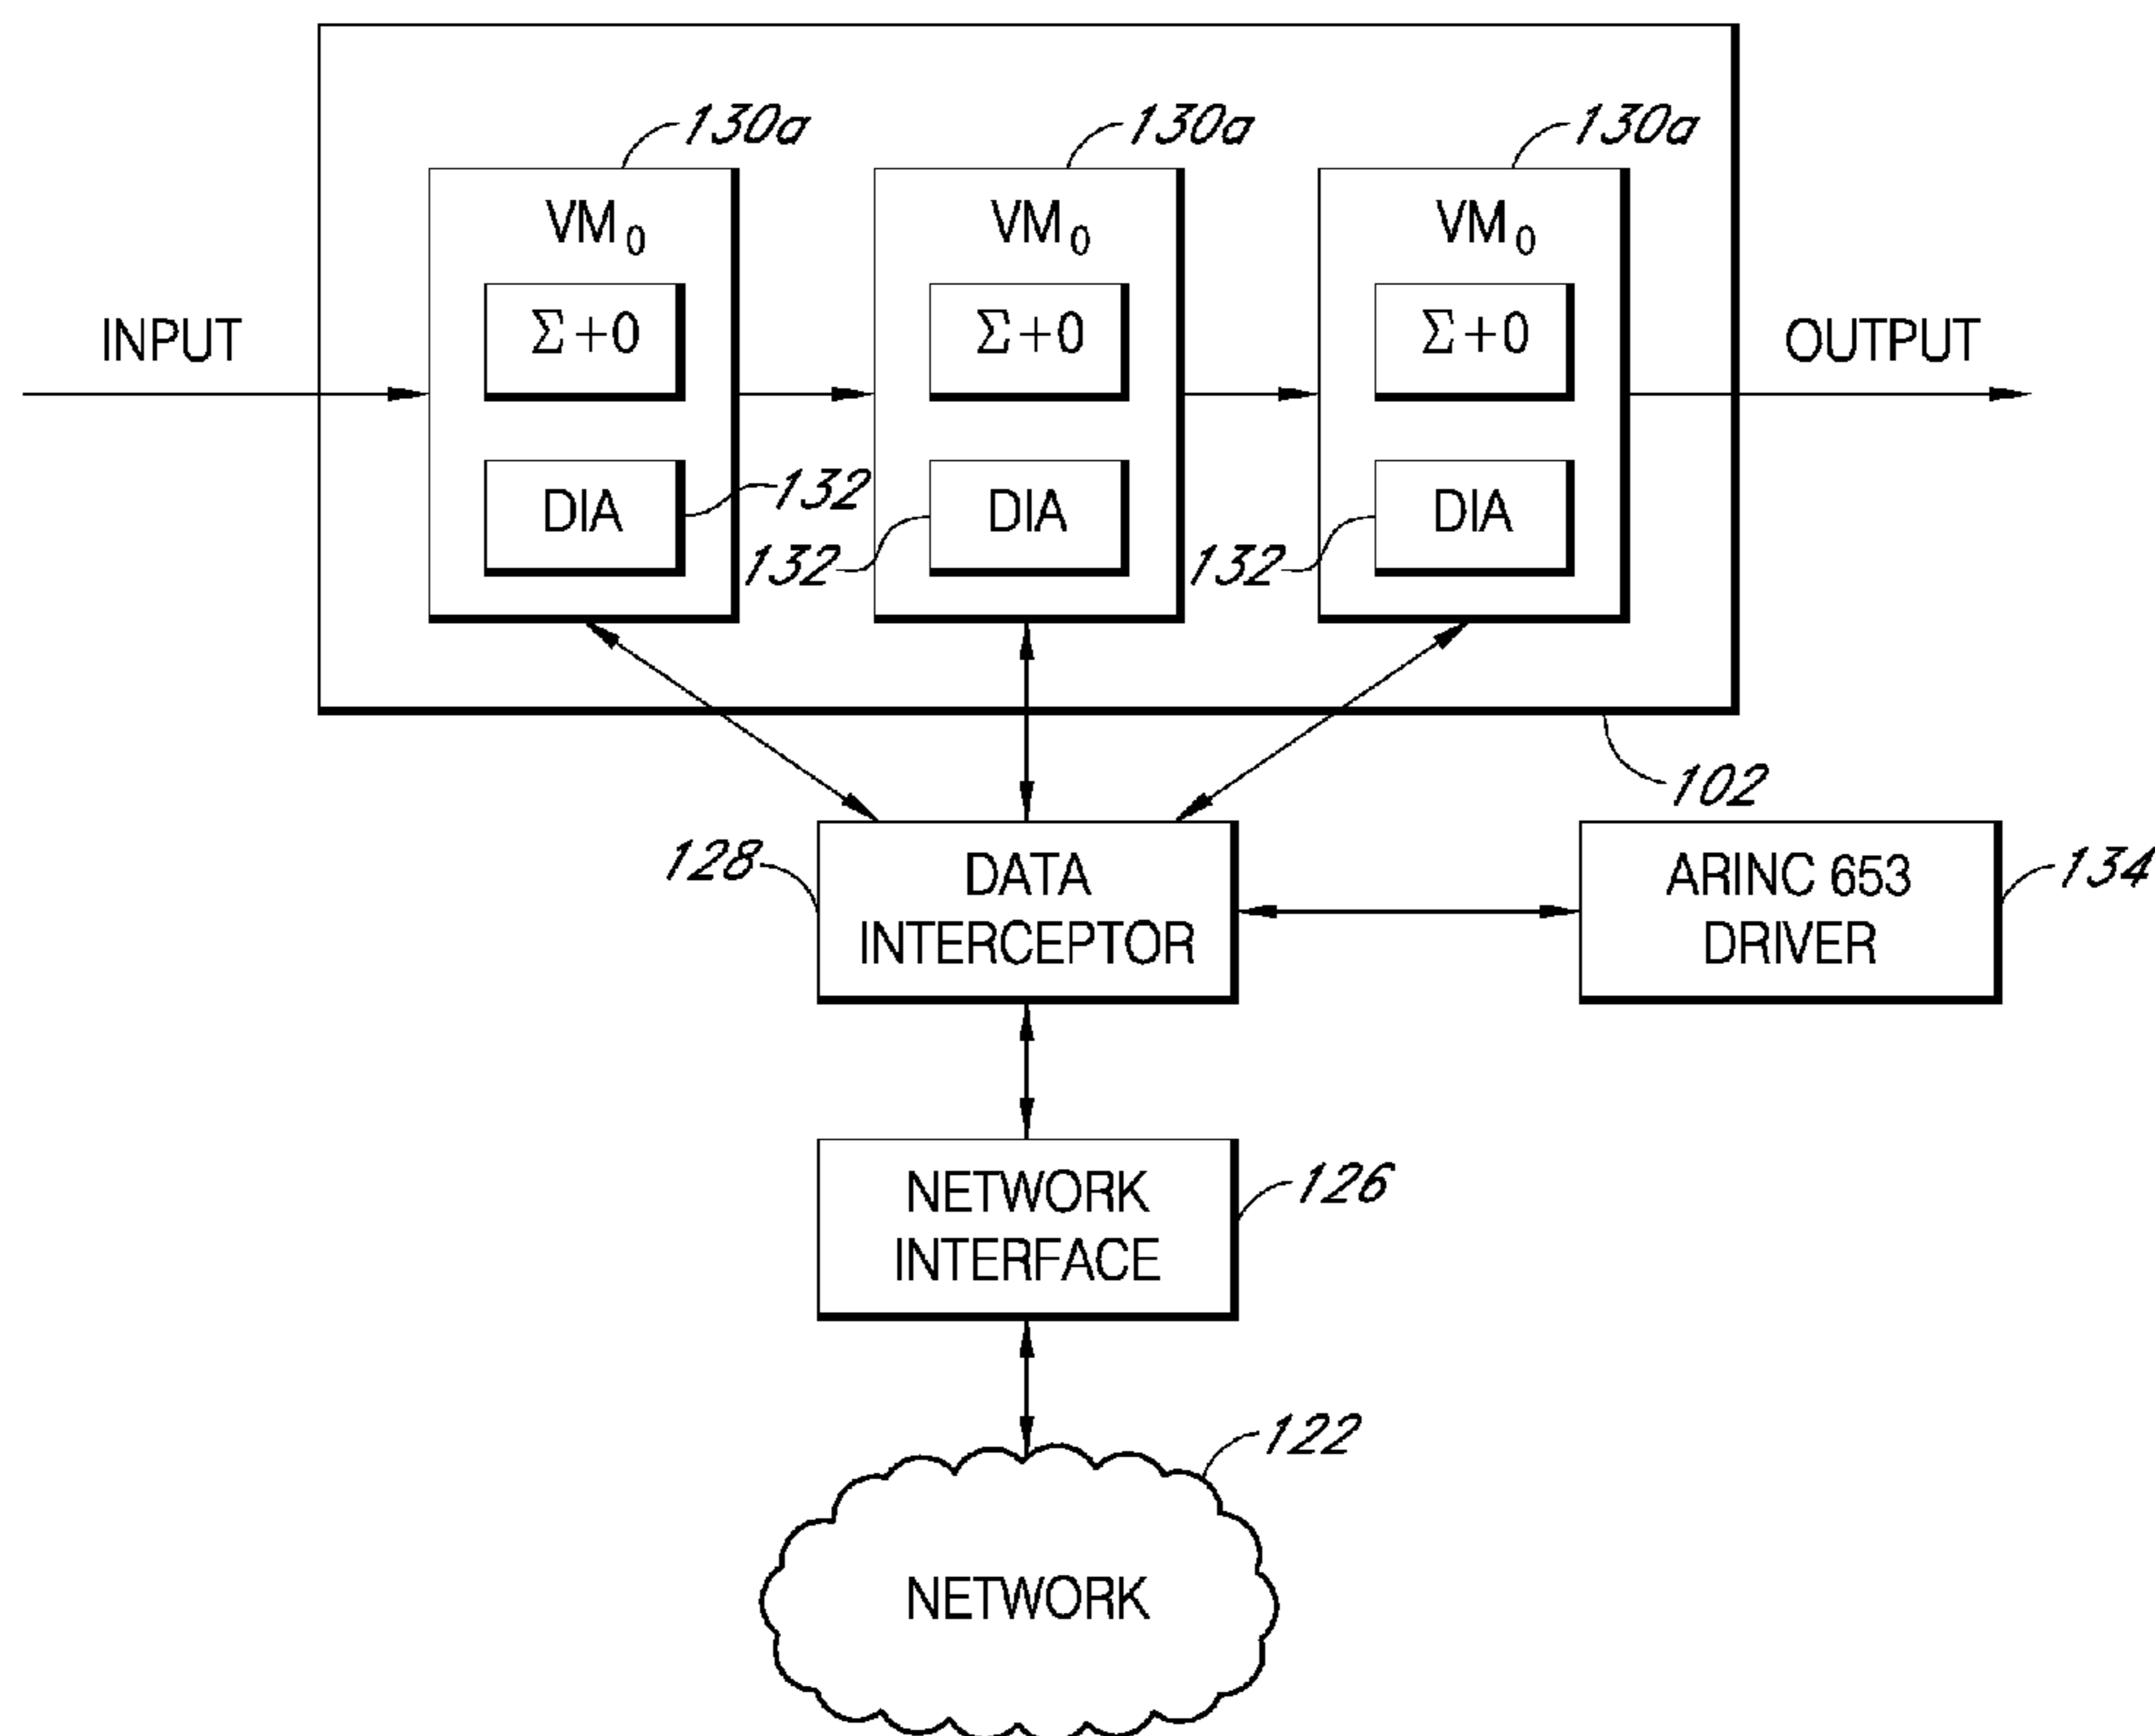 130a 130a 130a
VM₀ VM₀ VM₀
INPUT Σ+0 Σ+0 Σ+0 OUTPUT
DIA 132 DIA DIA
132 132
102
128 DATA INTERCEPTOR
ARINC 653 DRIVER 134
NETWORK INTERFACE 126
122
NETWORK